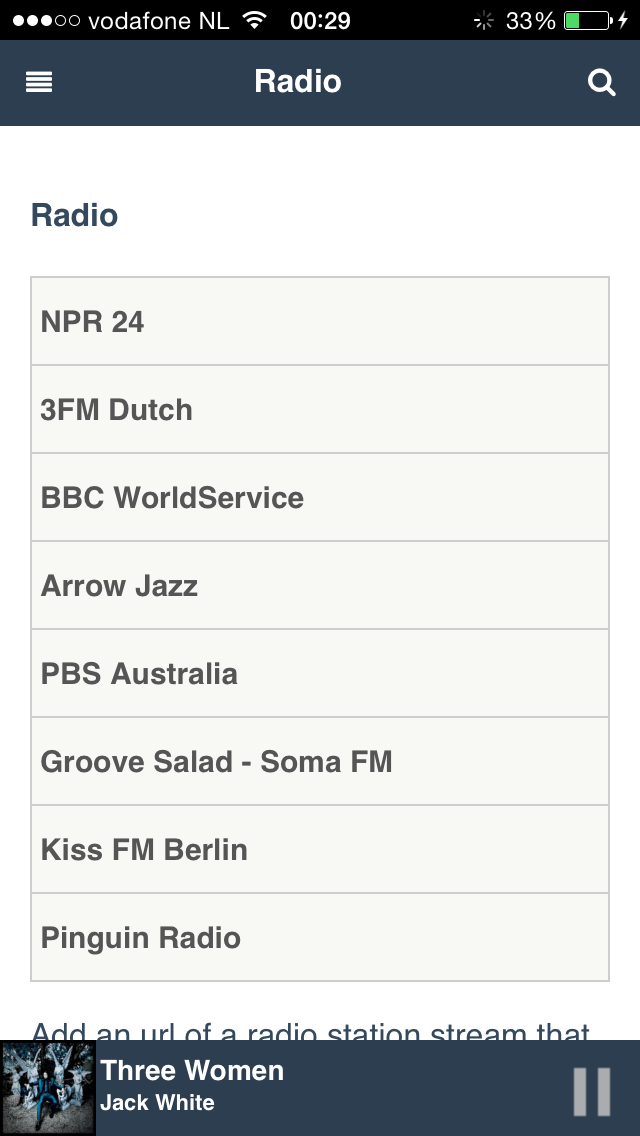 vodafone NL 00:29 33%
Radio
Radio
NPR 24
3FM Dutch
BBC WorldService
Arrow Jazz
PBS Australia
Groove Salad - Soma FM
Kiss FM Berlin
Pinguin Radio
Add an url of a radio station stream that
Three Women
Jack White